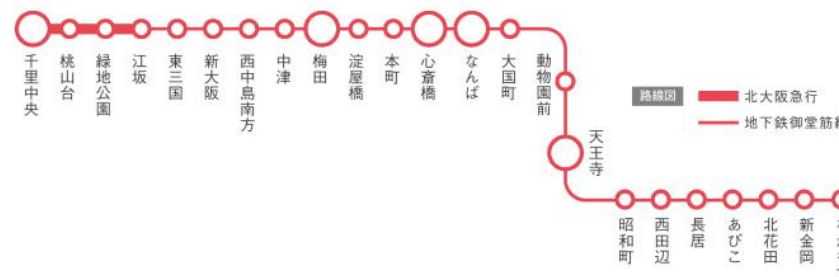 千里中央
桃山台
緑地公園
江坂
東三国
新大阪
西中島南方
中津
梅田
淀屋橋
本町
心斎橋
なんば
大国町
動物園前
天王寺
路線図
北大阪急行
地下鉄御堂筋
昭和町
西田辺
長居
あびこ
北花田
新金岡